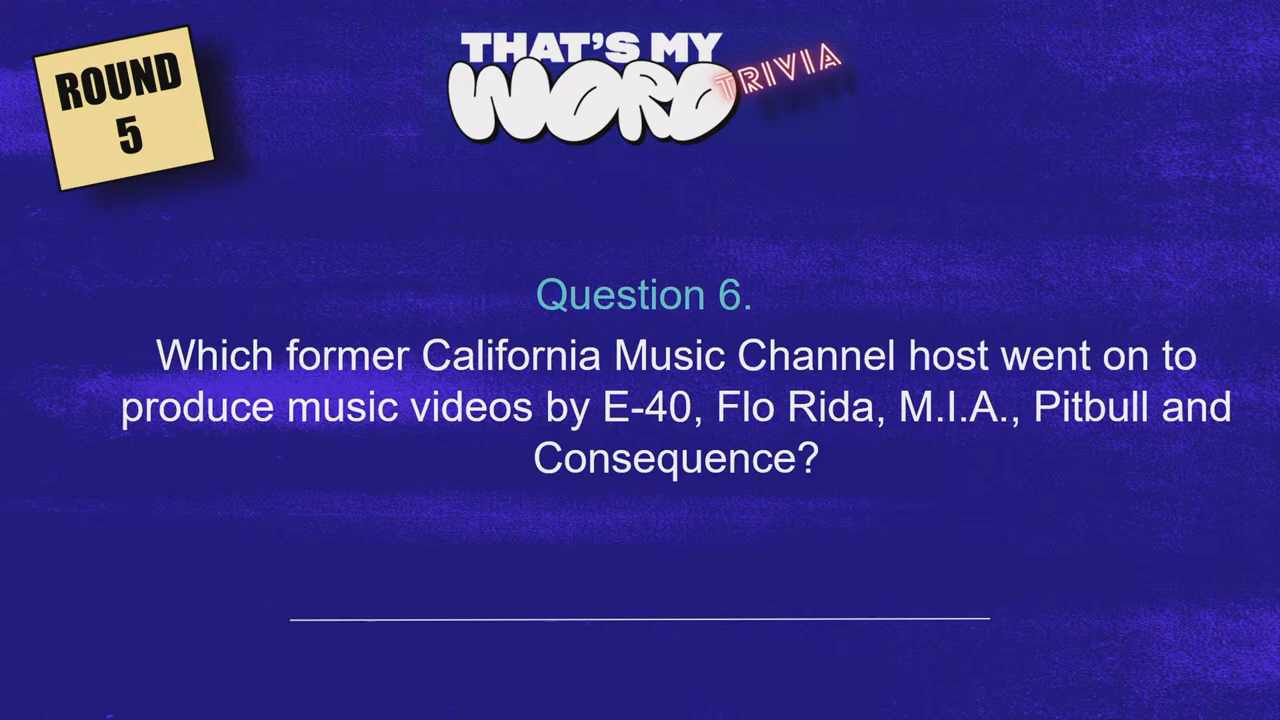 ROUND
5
THAT'S MY
WORD
TRIVIA
Question 6.
Which former California Music Channel host went on to
produce music videos by E-40, Flo Rida, M.I.A., Pitbull and
Consequence?